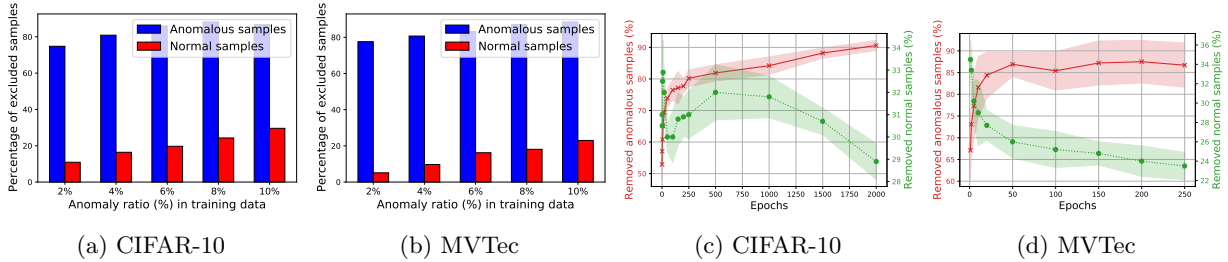 Percentage of excluded samples
80
60
40
20
0
Anomalous samples
Normal samples
2% 4% 6% 8% 10%
Anomaly ratio (%) in training data
(a) CIFAR-10
Percentage of excluded samples
80
60
40
20
0
Anomalous samples
Normal samples
2% 4% 6% 8% 10%
Anomaly ratio (%) in training data
(b) MVTec
Removed anomalous samples (%)
90
80
70
60
50
0 250 500 750 1000 1250 1500 1750 2000
Epochs
34
33
32
31
30
29
28
Removed normal samples (%)
(c) CIFAR-10
Removed anomalous samples (%)
90
85
80
75
70
65
60
0 50 100 150 200 250
Epochs
36
34
32
30
28
26
24
22
Removed normal samples (%)
(d) MVTec